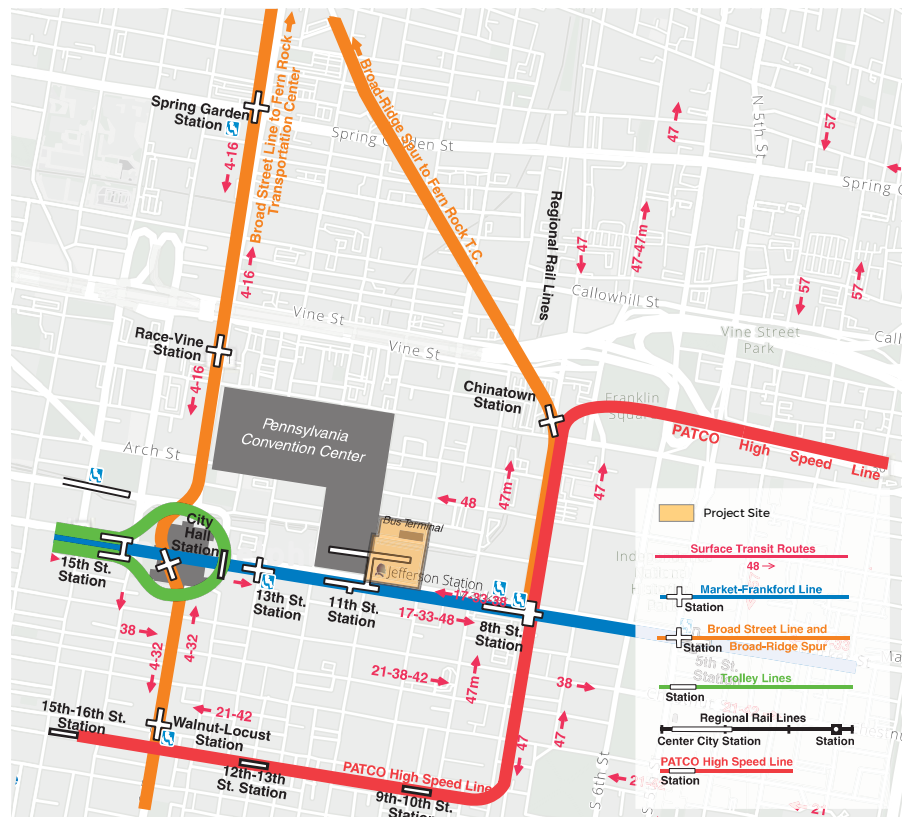 Broad Street Line to Fern Rock
Transportation Center
Broad-Ridge Spur to Fern Rock T.C.
Spring Garden
Station
4-16
Spring Garden St
47
N 5th St
57
Spring G
Regional Rail Lines
47
47-47m
4-16
Callowhill St
57
57
Vine St
Vine St
Vine Street
Park
Call
Race-Vine
Station
4-16
Chinatown
Station
Franklin
Square
Pennsylvania
Convention Center
PATCO High Speed Line
Arch St
48
47m
47
Bus Terminal
City
Hall
Station
Jefferson Station
15th St.
Station
13th St.
Station
11th St.
Station
17-33-38
17-33-48
8th St.
Station
38
4-32
4-32
21-38-42
47m
38
21-42
15th-16th St.
Station
Walnut-Locust
Station
47
47
12th-13th
St. Station
PATCO High Speed Line
9th-10th St.
Station
S 6th St
21
Project Site
Surface Transit Routes
48 →
Market-Frankford Line
Station
Broad Street Line and
Broad-Ridge Spur
Station
5th St.
Trolley Lines
Station
Regional Rail Lines
Center City Station
Station
PATCO High Speed Line
Station